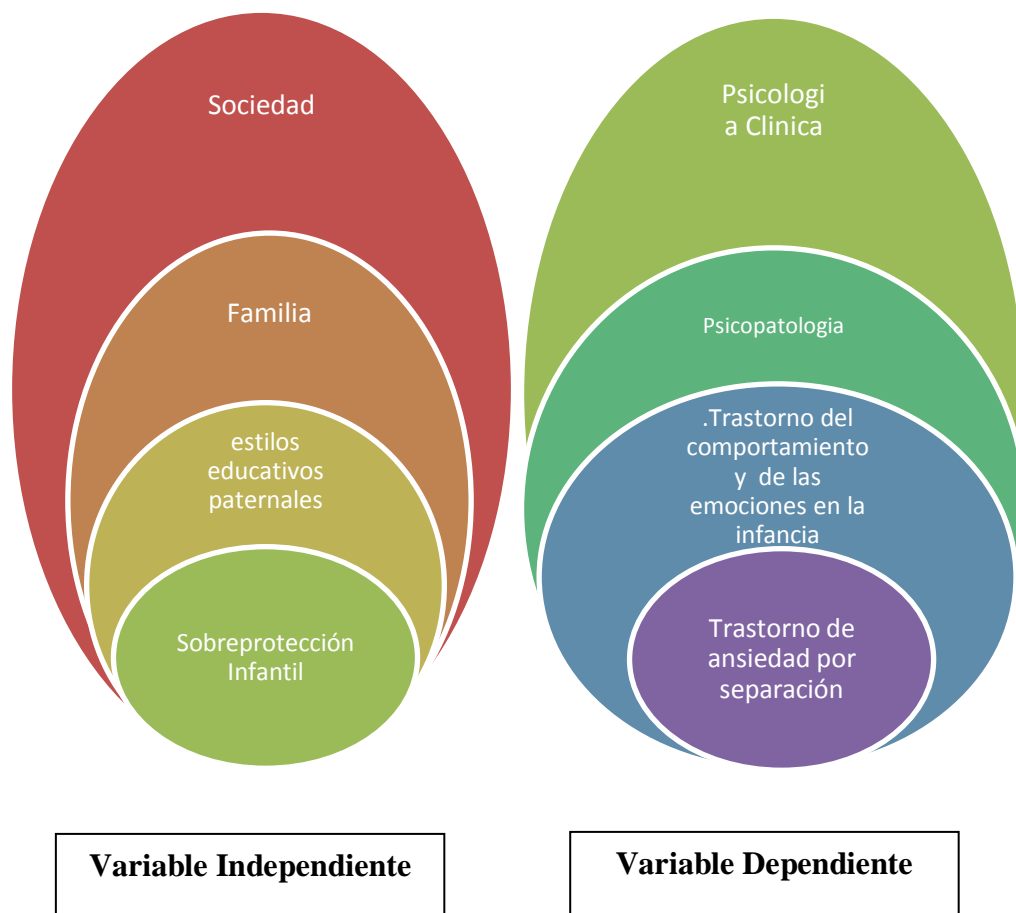 Sociedad
Familia
estilos
educativos
paternales
Sobreprotección
Infantil
Variable Independiente
Psicologi
a Clinica
Psicopatologia
.Trastorno del
comportamiento
y de las
emociones en la
infancia
Trastorno de
ansiedad por
separación
Variable Dependiente